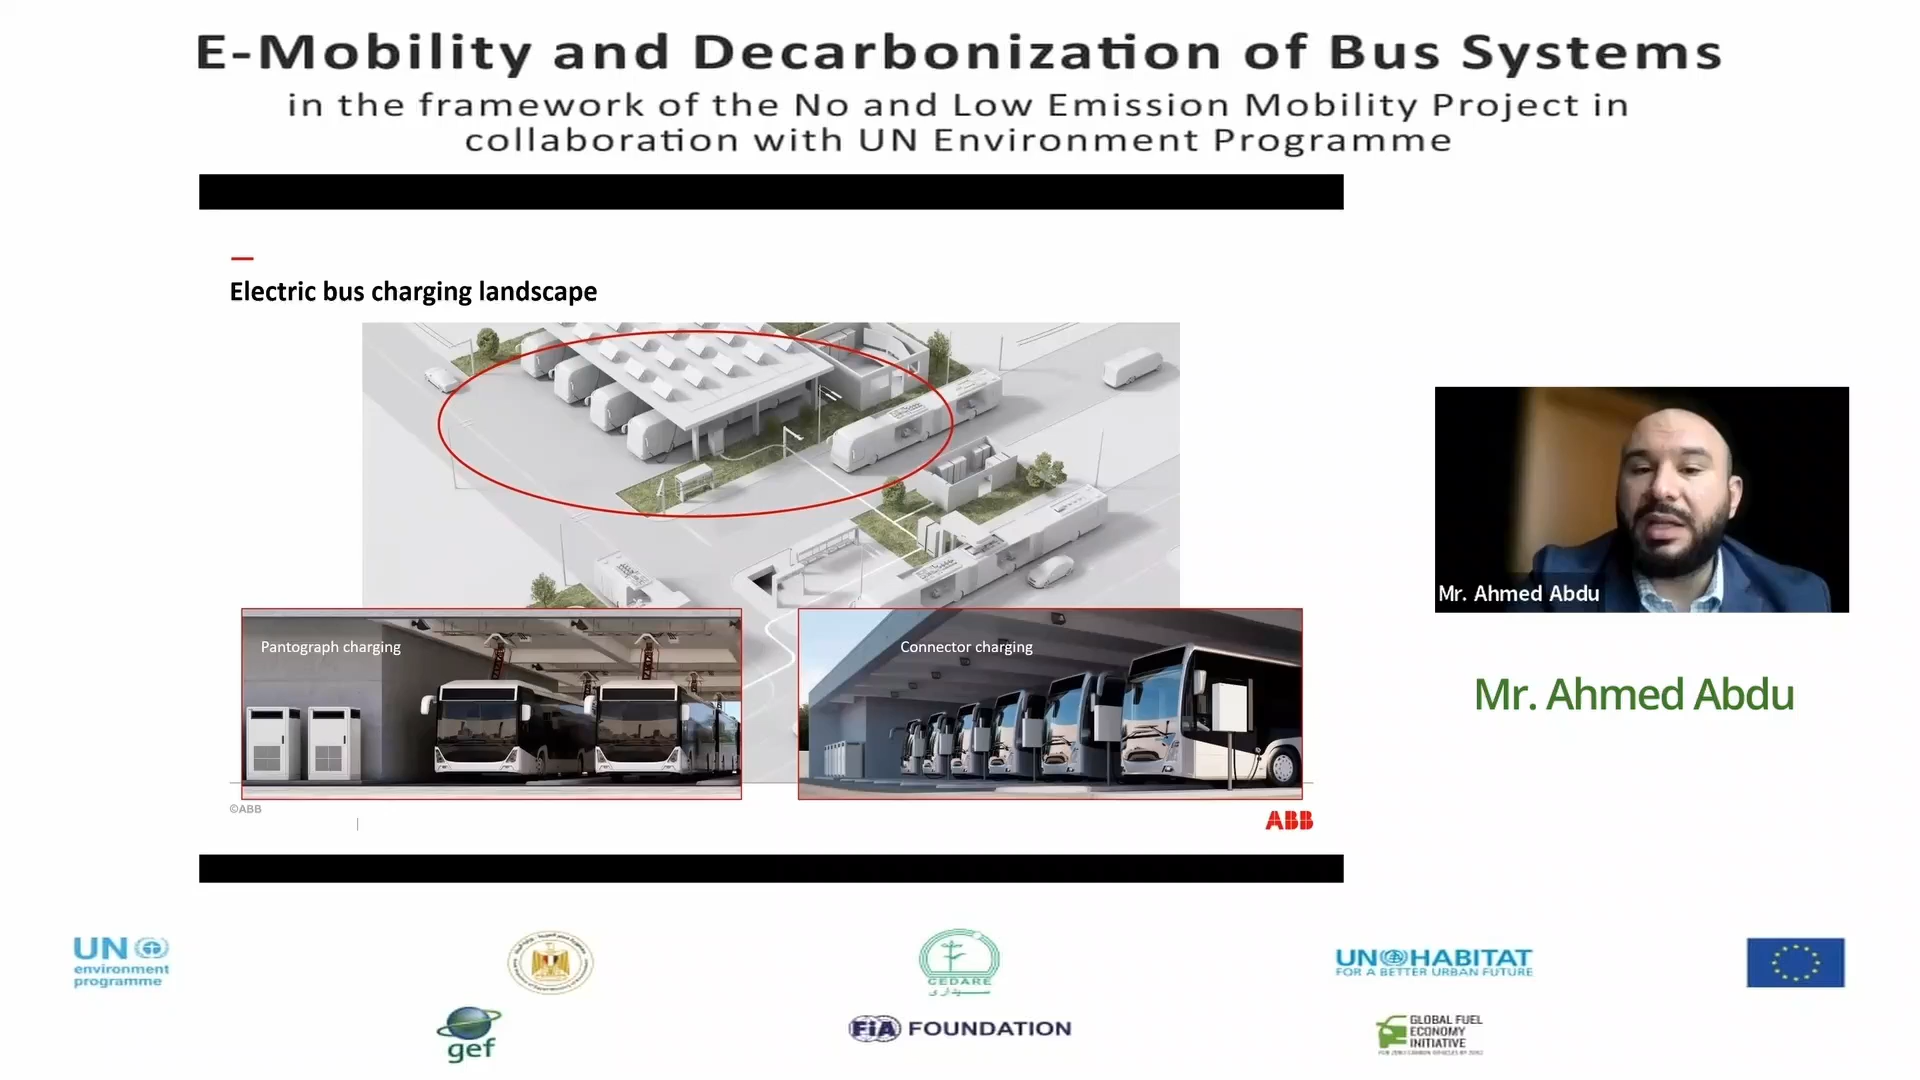 E-Mobility and Decarbonization of Bus Systems
in the framework of the No and Low Emission Mobility Project in
collaboration with UN Environment Programme
Electric bus charging landscape
Pantograph charging
Connector charging
©ABB
ABB
Mr. Ahmed Abdu
Mr. Ahmed Abdu
UN
environment
programme
CEDARE
سيداري
UN HABITAT
FOR A BETTER URBAN FUTURE
gef
FiA FOUNDATION
GLOBAL FUEL
ECONOMY
INITIATIVE